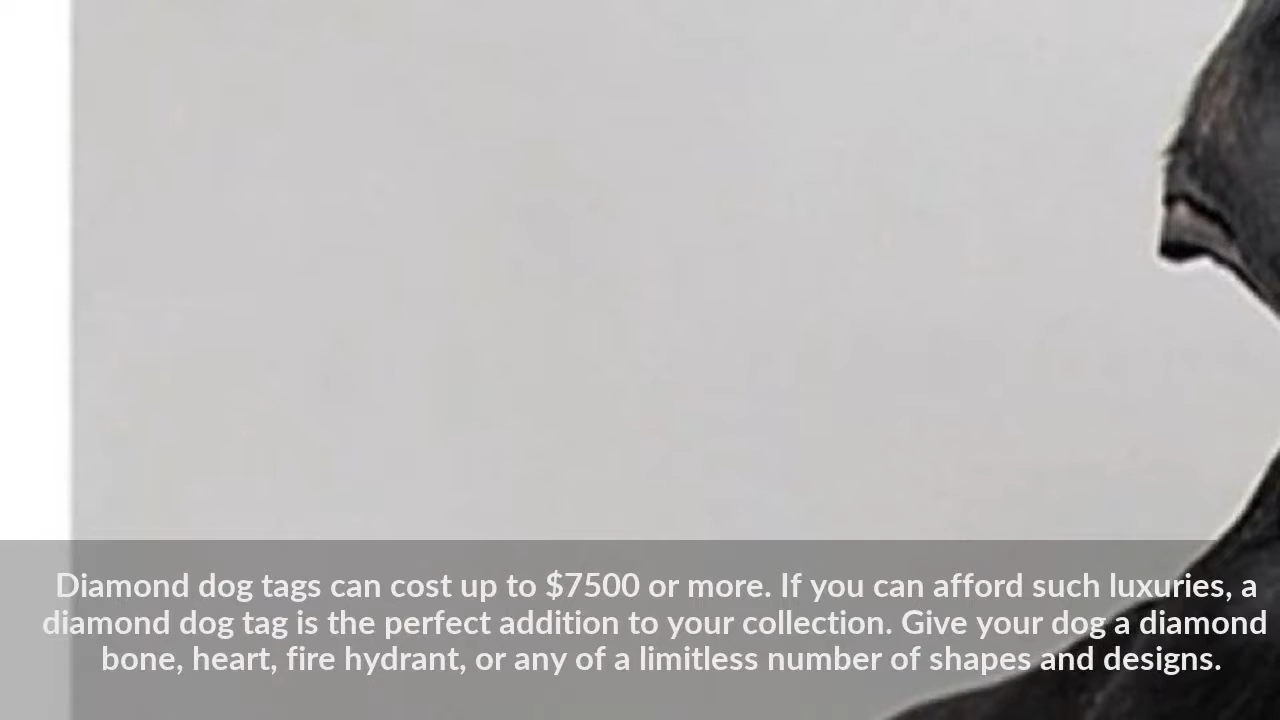 Diamond dog tags can cost up to $7500 or more. If you can afford such luxuries, a
diamond dog tag is the perfect addition to your collection. Give your dog a diamond
bone, heart, fire hydrant, or any of a limitless number of shapes and designs.